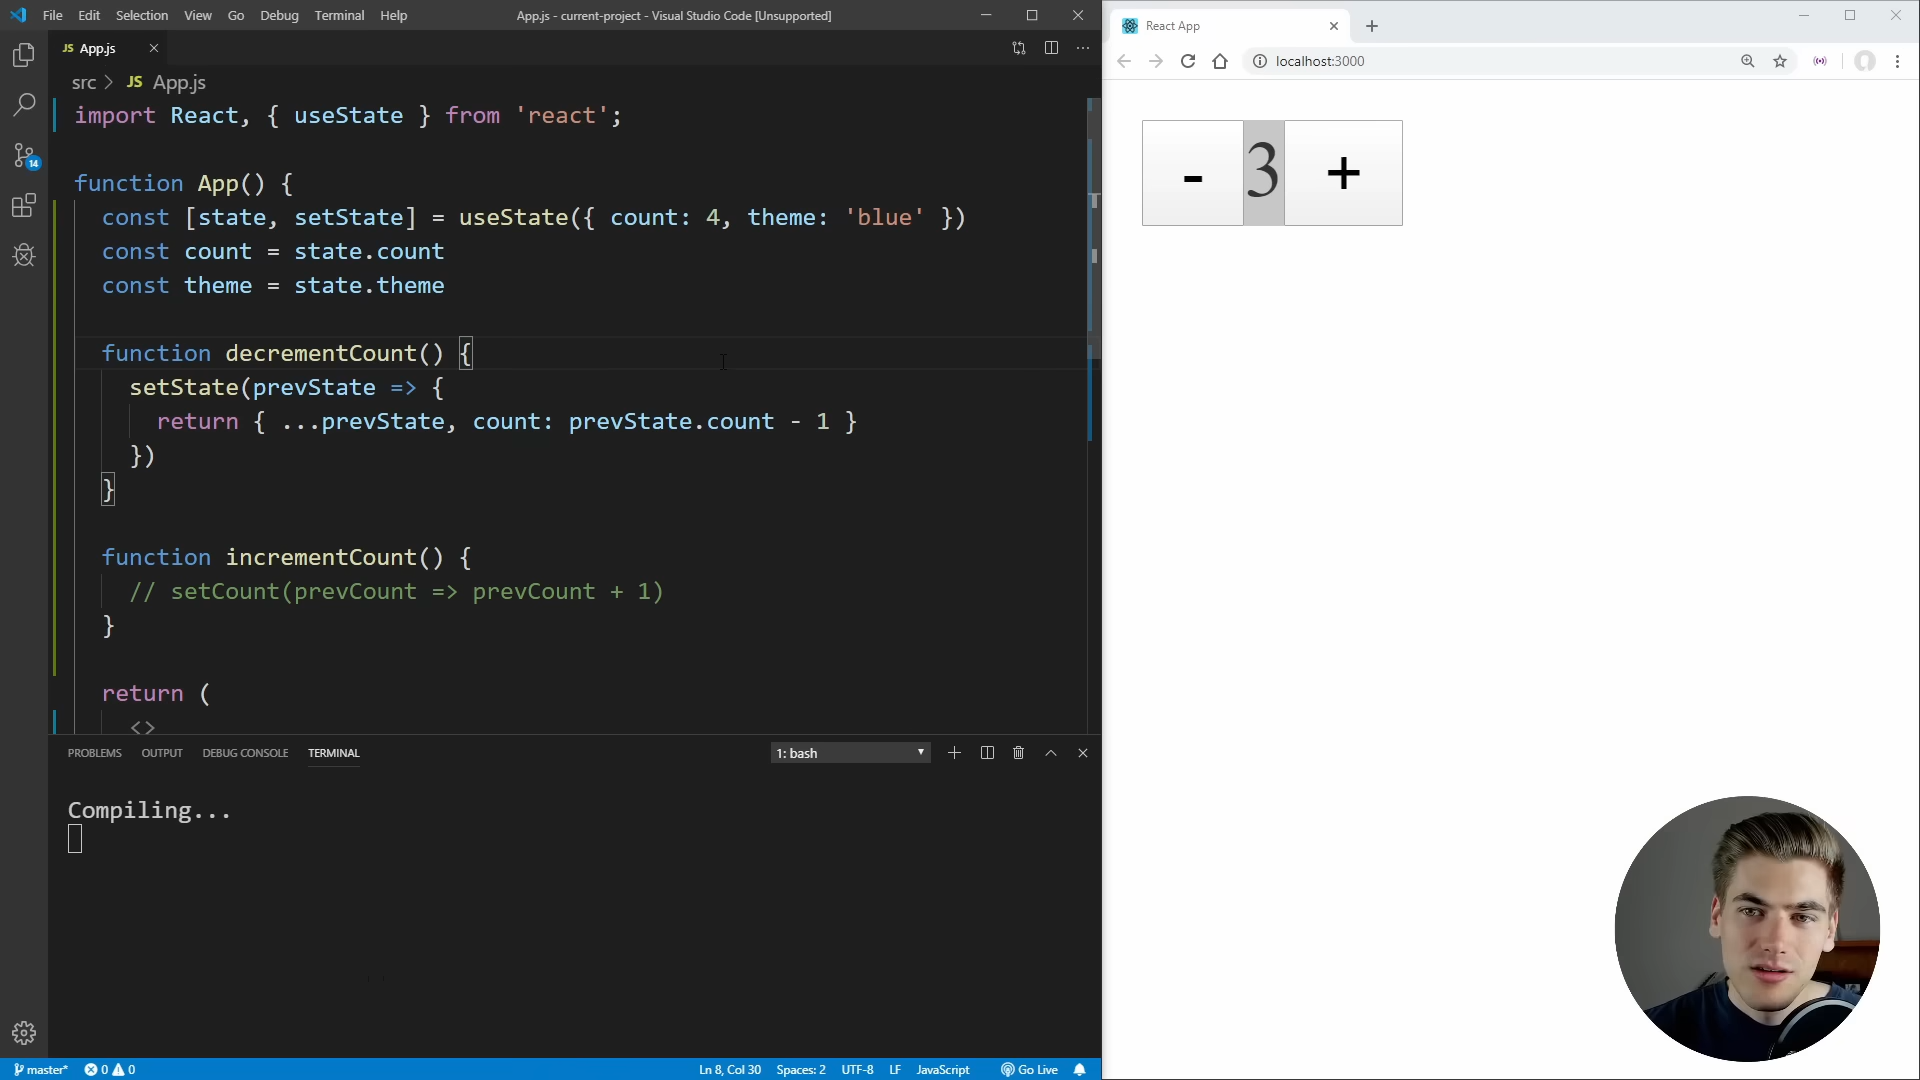 File Edit Selection View Go Debug Terminal Help
App.js - current-project - Visual Studio Code [Unsupported]
JS App.js
src > JS App.js
import React, { useState } from 'react';
function App() {
const [state, setState] = useState({ count: 4, theme: 'blue' })
const count = state.count
const theme = state.theme
function decrementCount() {
setState(prevState => {
return { ...prevState, count: prevState.count - 1 }
})
}
function incrementCount() {
// setCount(prevCount => prevCount + 1)
}
return (
<>
14
PROBLEMS OUTPUT DEBUG CONSOLE TERMINAL
1: bash
Compiling...
master* 0 0
Ln 8, Col 30 Spaces: 2 UTF-8 LF JavaScript Go Live
React App
localhost:3000
- 3 +